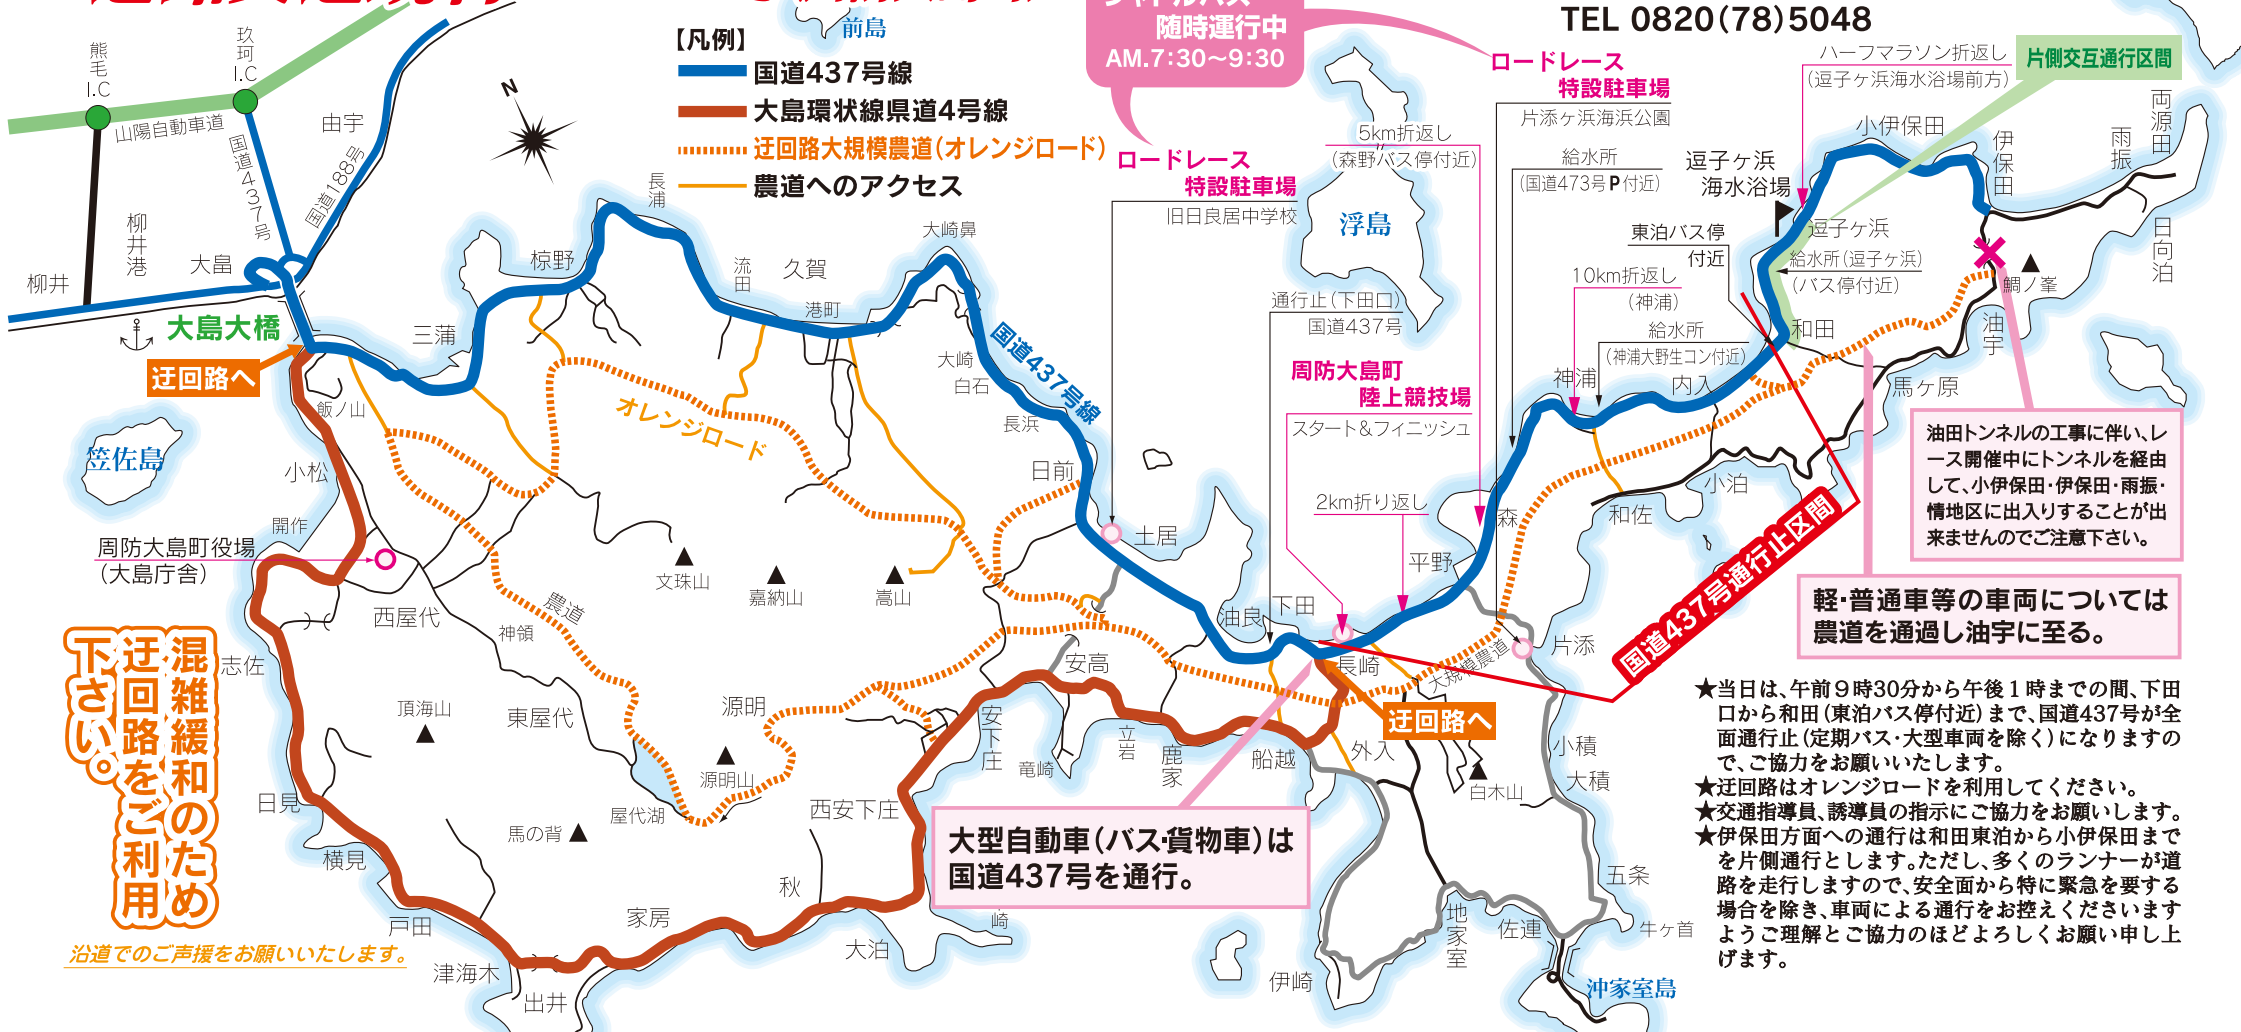 シャトルバス
随時運行中
AM.7:30〜9:30
TEL 0820(78)5048
【凡例】
国道437号線
大島環状線県道4号線
迂回路大規模農道(オレンジロード)
農道へのアクセス
前島
熊毛I.C
玖珂I.C
山陽自動車道
国道437号
国道188号
由宇
柳井港
柳井
大畠
大島大橋
迂回路へ
N
三蒲
椋野
長浦
流田
久賀
港町
大崎鼻
大崎
白石
長浜
国道437号線
日前
飯ノ山
笠佐島
小松
開作
周防大島町役場
(大島庁舎)
オレンジロード
文珠山
嘉納山
嵩山
西屋代
農道
神領
志佐
頂海山
東屋代
源明
源明山
屋代湖
馬の背
日見
横見
戸田
津海木
出井
家房
秋
大泊
西安下庄
安下庄
竜崎
崎
安高
立岩
鹿家
船越
外入
混雑緩和のため
迂回路をご利用
下さい。
沿道でのご声援をお願いいたします。
ロードレース
特設駐車場
旧日良居中学校
土居
油良
下田
浮島
5km折返し
(森野バス停付近)
通行止(下田口)
国道437号
周防大島町
陸上競技場
スタート&フィニッシュ
2km折り返し
平野
森
長崎
大規模農道
迂回路へ
大型自動車(バス・貨物車)は
国道437号を通行。
ロードレース
特設駐車場
片添ヶ浜海浜公園
給水所
(国道473号P付近)
片添
小積
大積
白木山
五条
牛ヶ首
地家室
佐連
伊崎
沖家室島
ハーフマラソン折返し
(逗子ヶ浜海水浴場前方)
片側交互通行区間
逗子ヶ浜
海水浴場
東泊バス停
付近
10km折返し
(神浦)
給水所
(神浦大野生コン付近)
神浦
内入
逗子ヶ浜
給水所(逗子ヶ浜)
(バス停付近)
和田
小伊保田
伊保田
雨振
両源田
日向泊
鯛ノ峯
油宇
馬ヶ原
小泊
和佐
国道437号通行止区間
油田トンネルの工事に伴い、レ
ース開催中にトンネルを経由
して、小伊保田・伊保田・雨振・
情地区に出入りすることが出
来ませんのでご注意下さい。
軽・普通車等の車両については
農道を通過し油宇に至る。
★当日は、午前9時30分から午後1時までの間、下田
口から和田(東泊バス停付近)まで、国道437号が全
面通行止(定期バス・大型車両を除く)になりますの
で、ご協力をお願いいたします。
★迂回路はオレンジロードを利用してください。
★交通指導員、誘導員の指示にご協力をお願いします。
★伊保田方面への通行は和田東泊から小伊保田まで
を片側通行とします。ただし、多くのランナーが道
路を走行しますので、安全面から特に緊急を要する
場合を除き、車両による通行をお控えくださいます
ようご理解とご協力のほどよろしくお願い申し上
げます。